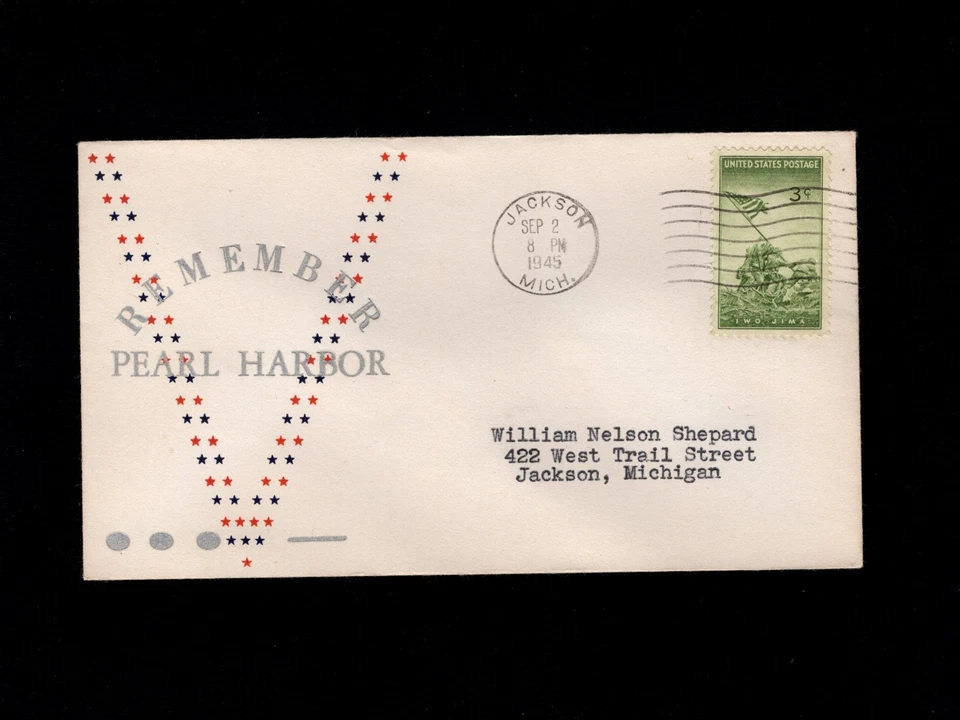 REMEMBER
PEARL HARBOR
JACKSON
SEP 2
8 PM
1945
MICH.
UNITED STATES POSTAGE
3¢
IWO JIMA
William Nelson Shepard
422 West Trail Street
Jackson, Michigan